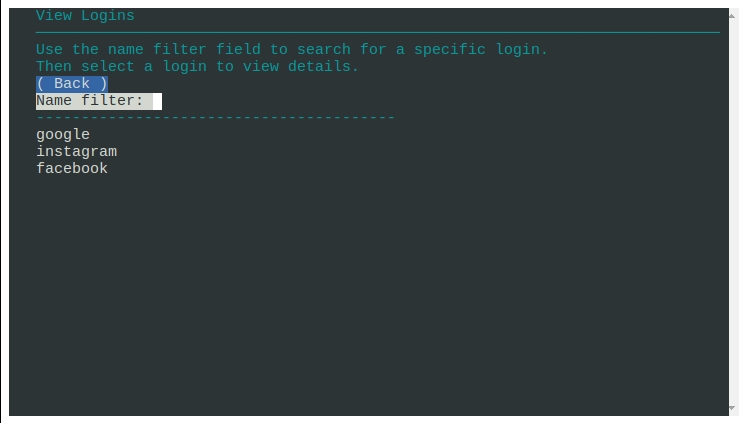 View Logins
Use the name filter field to search for a specific login.
Then select a login to view details.
( Back )
Name filter:
----------------------------------------
google
instagram
facebook